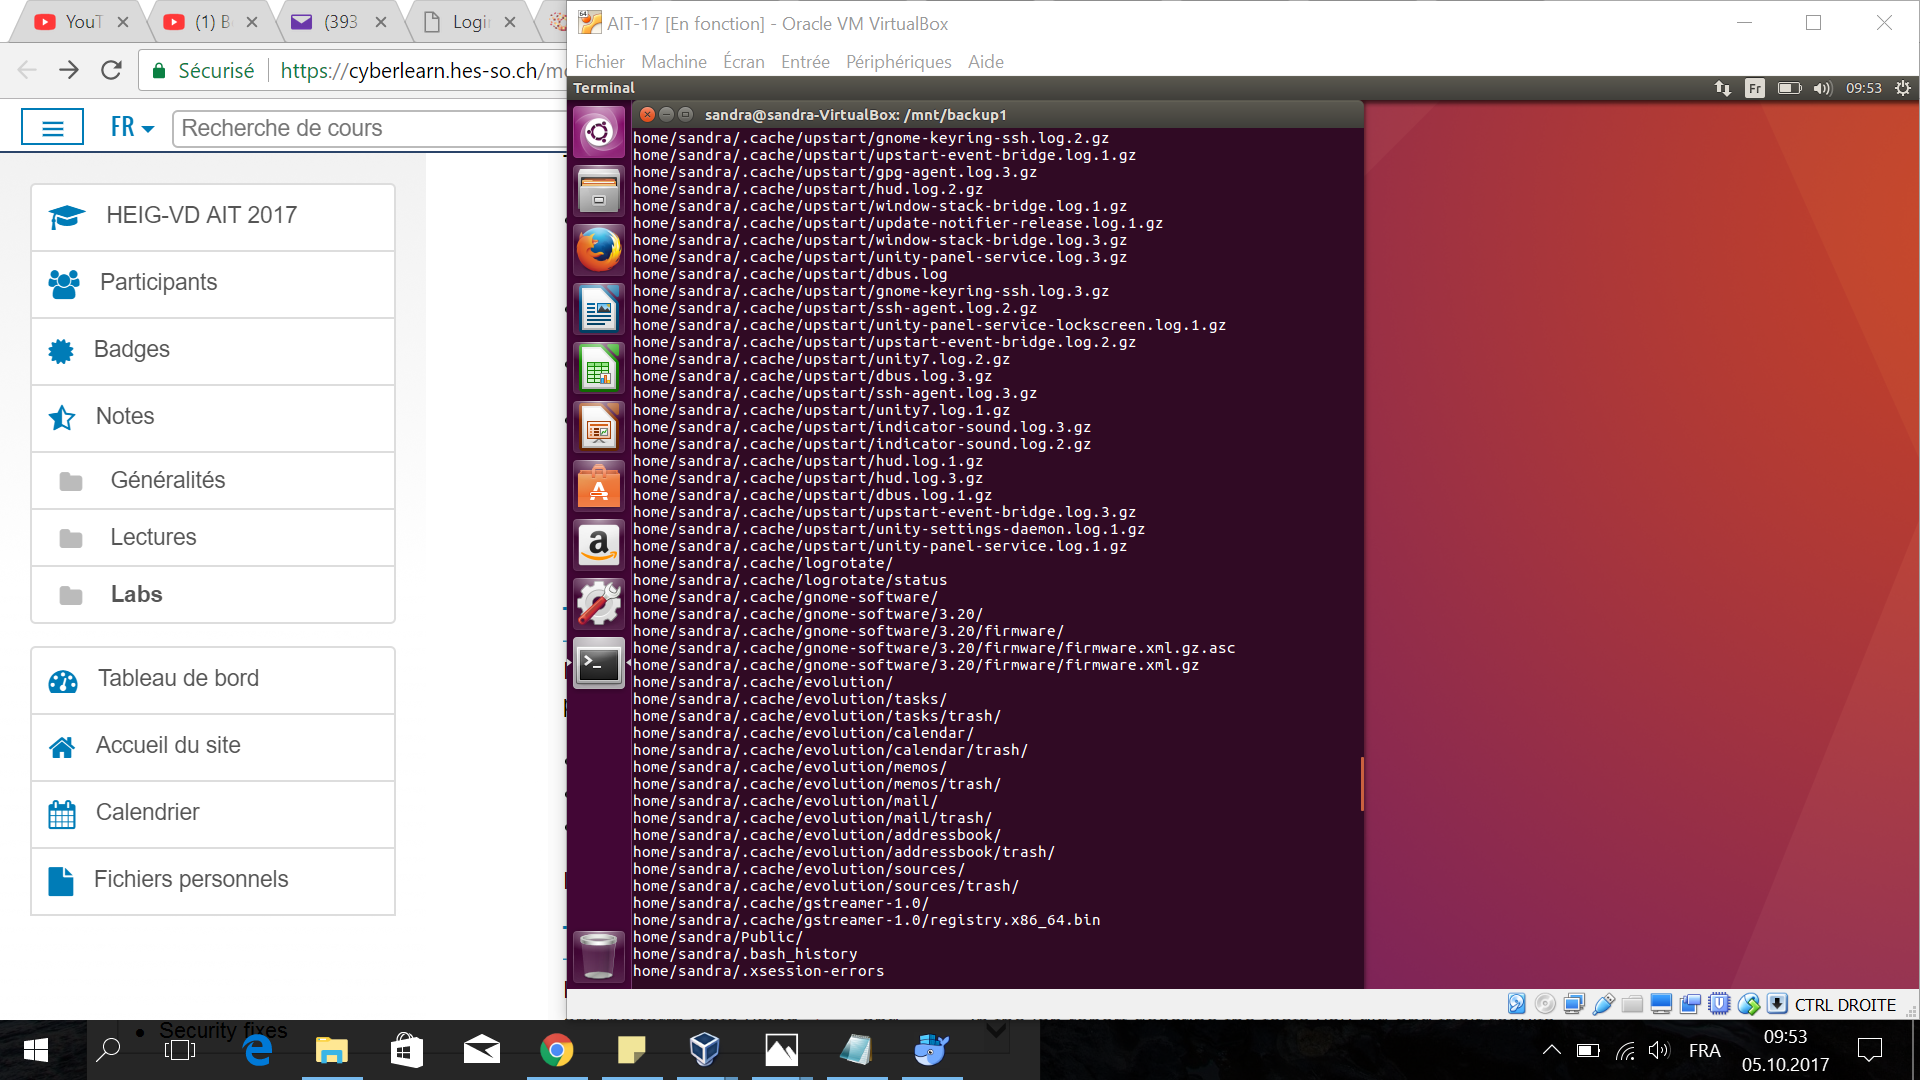 YouT
(1) B
(393
Login
Sécurisé
https://cyberlearn.hes-so.ch/mo
FR
Recherche de cours
HEIG-VD AIT 2017
Participants
Badges
Notes
Généralités
Lectures
Labs
Tableau de bord
Accueil du site
Calendrier
Fichiers personnels
Security fixes
AIT-17 [En fonction] - Oracle VM VirtualBox
Fichier Machine Écran Entrée Périphériques Aide
Terminal
Fr
09:53
sandra@sandra-VirtualBox: /mnt/backup1
home/sandra/.cache/upstart/gnome-keyring-ssh.log.2.gz
home/sandra/.cache/upstart/upstart-event-bridge.log.1.gz
home/sandra/.cache/upstart/gpg-agent.log.3.gz
home/sandra/.cache/upstart/hud.log.2.gz
home/sandra/.cache/upstart/window-stack-bridge.log.1.gz
home/sandra/.cache/upstart/update-notifier-release.log.1.gz
home/sandra/.cache/upstart/window-stack-bridge.log.3.gz
home/sandra/.cache/upstart/unity-panel-service.log.3.gz
home/sandra/.cache/upstart/dbus.log
home/sandra/.cache/upstart/gnome-keyring-ssh.log.3.gz
home/sandra/.cache/upstart/ssh-agent.log.2.gz
home/sandra/.cache/upstart/unity-panel-service-lockscreen.log.1.gz
home/sandra/.cache/upstart/upstart-event-bridge.log.2.gz
home/sandra/.cache/upstart/unity7.log.2.gz
home/sandra/.cache/upstart/dbus.log.3.gz
home/sandra/.cache/upstart/ssh-agent.log.3.gz
home/sandra/.cache/upstart/unity7.log.1.gz
home/sandra/.cache/upstart/indicator-sound.log.3.gz
home/sandra/.cache/upstart/indicator-sound.log.2.gz
home/sandra/.cache/upstart/hud.log.1.gz
home/sandra/.cache/upstart/hud.log.3.gz
home/sandra/.cache/upstart/dbus.log.1.gz
home/sandra/.cache/upstart/upstart-event-bridge.log.3.gz
home/sandra/.cache/upstart/unity-settings-daemon.log.1.gz
home/sandra/.cache/upstart/unity-panel-service.log.1.gz
home/sandra/.cache/logrotate/
home/sandra/.cache/logrotate/status
home/sandra/.cache/gnome-software/
home/sandra/.cache/gnome-software/3.20/
home/sandra/.cache/gnome-software/3.20/firmware/
home/sandra/.cache/gnome-software/3.20/firmware/firmware.xml.gz.asc
home/sandra/.cache/gnome-software/3.20/firmware/firmware.xml.gz
home/sandra/.cache/evolution/
home/sandra/.cache/evolution/tasks/
home/sandra/.cache/evolution/tasks/trash/
home/sandra/.cache/evolution/calendar/
home/sandra/.cache/evolution/calendar/trash/
home/sandra/.cache/evolution/memos/
home/sandra/.cache/evolution/memos/trash/
home/sandra/.cache/evolution/mail/
home/sandra/.cache/evolution/mail/trash/
home/sandra/.cache/evolution/addressbook/
home/sandra/.cache/evolution/addressbook/trash/
home/sandra/.cache/evolution/sources/
home/sandra/.cache/evolution/sources/trash/
home/sandra/.cache/gstreamer-1.0/
home/sandra/.cache/gstreamer-1.0/registry.x86_64.bin
home/sandra/Public/
home/sandra/.bash_history
home/sandra/.xsession-errors
CTRL DROITE
FRA
09:53
05.10.2017